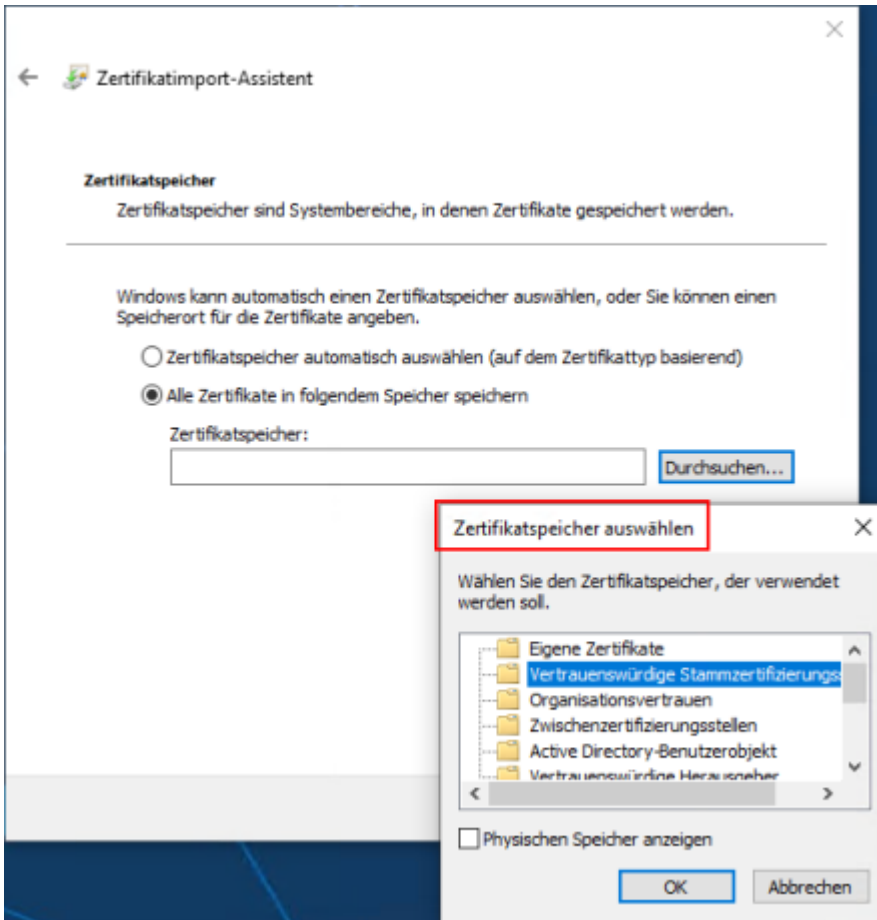 Zertifikatimport-Assistent
Zertifikatspeicher
Zertifikatspeicher sind Systembereiche, in denen Zertifikate gespeichert werden.
Windows kann automatisch einen Zertifikatspeicher auswählen, oder Sie können einen
Speicherort für die Zertifikate angeben.
Zertifikatspeicher automatisch auswählen (auf dem Zertifikattyp basierend)
Alle Zertifikate in folgendem Speicher speichern
Zertifikatspeicher:
Durchsuchen...
Zertifikatspeicher auswählen
Wählen Sie den Zertifikatspeicher, der verwendet
werden soll.
Eigene Zertifikate
Vertrauenswürdige Stammzertifizierungs
Organisationsvertrauen
Zwischenzertifizierungsstellen
Active Directory-Benutzerobjekt
Vertrauenswürdige Herausgeber
Physischen Speicher anzeigen
OK
Abbrechen